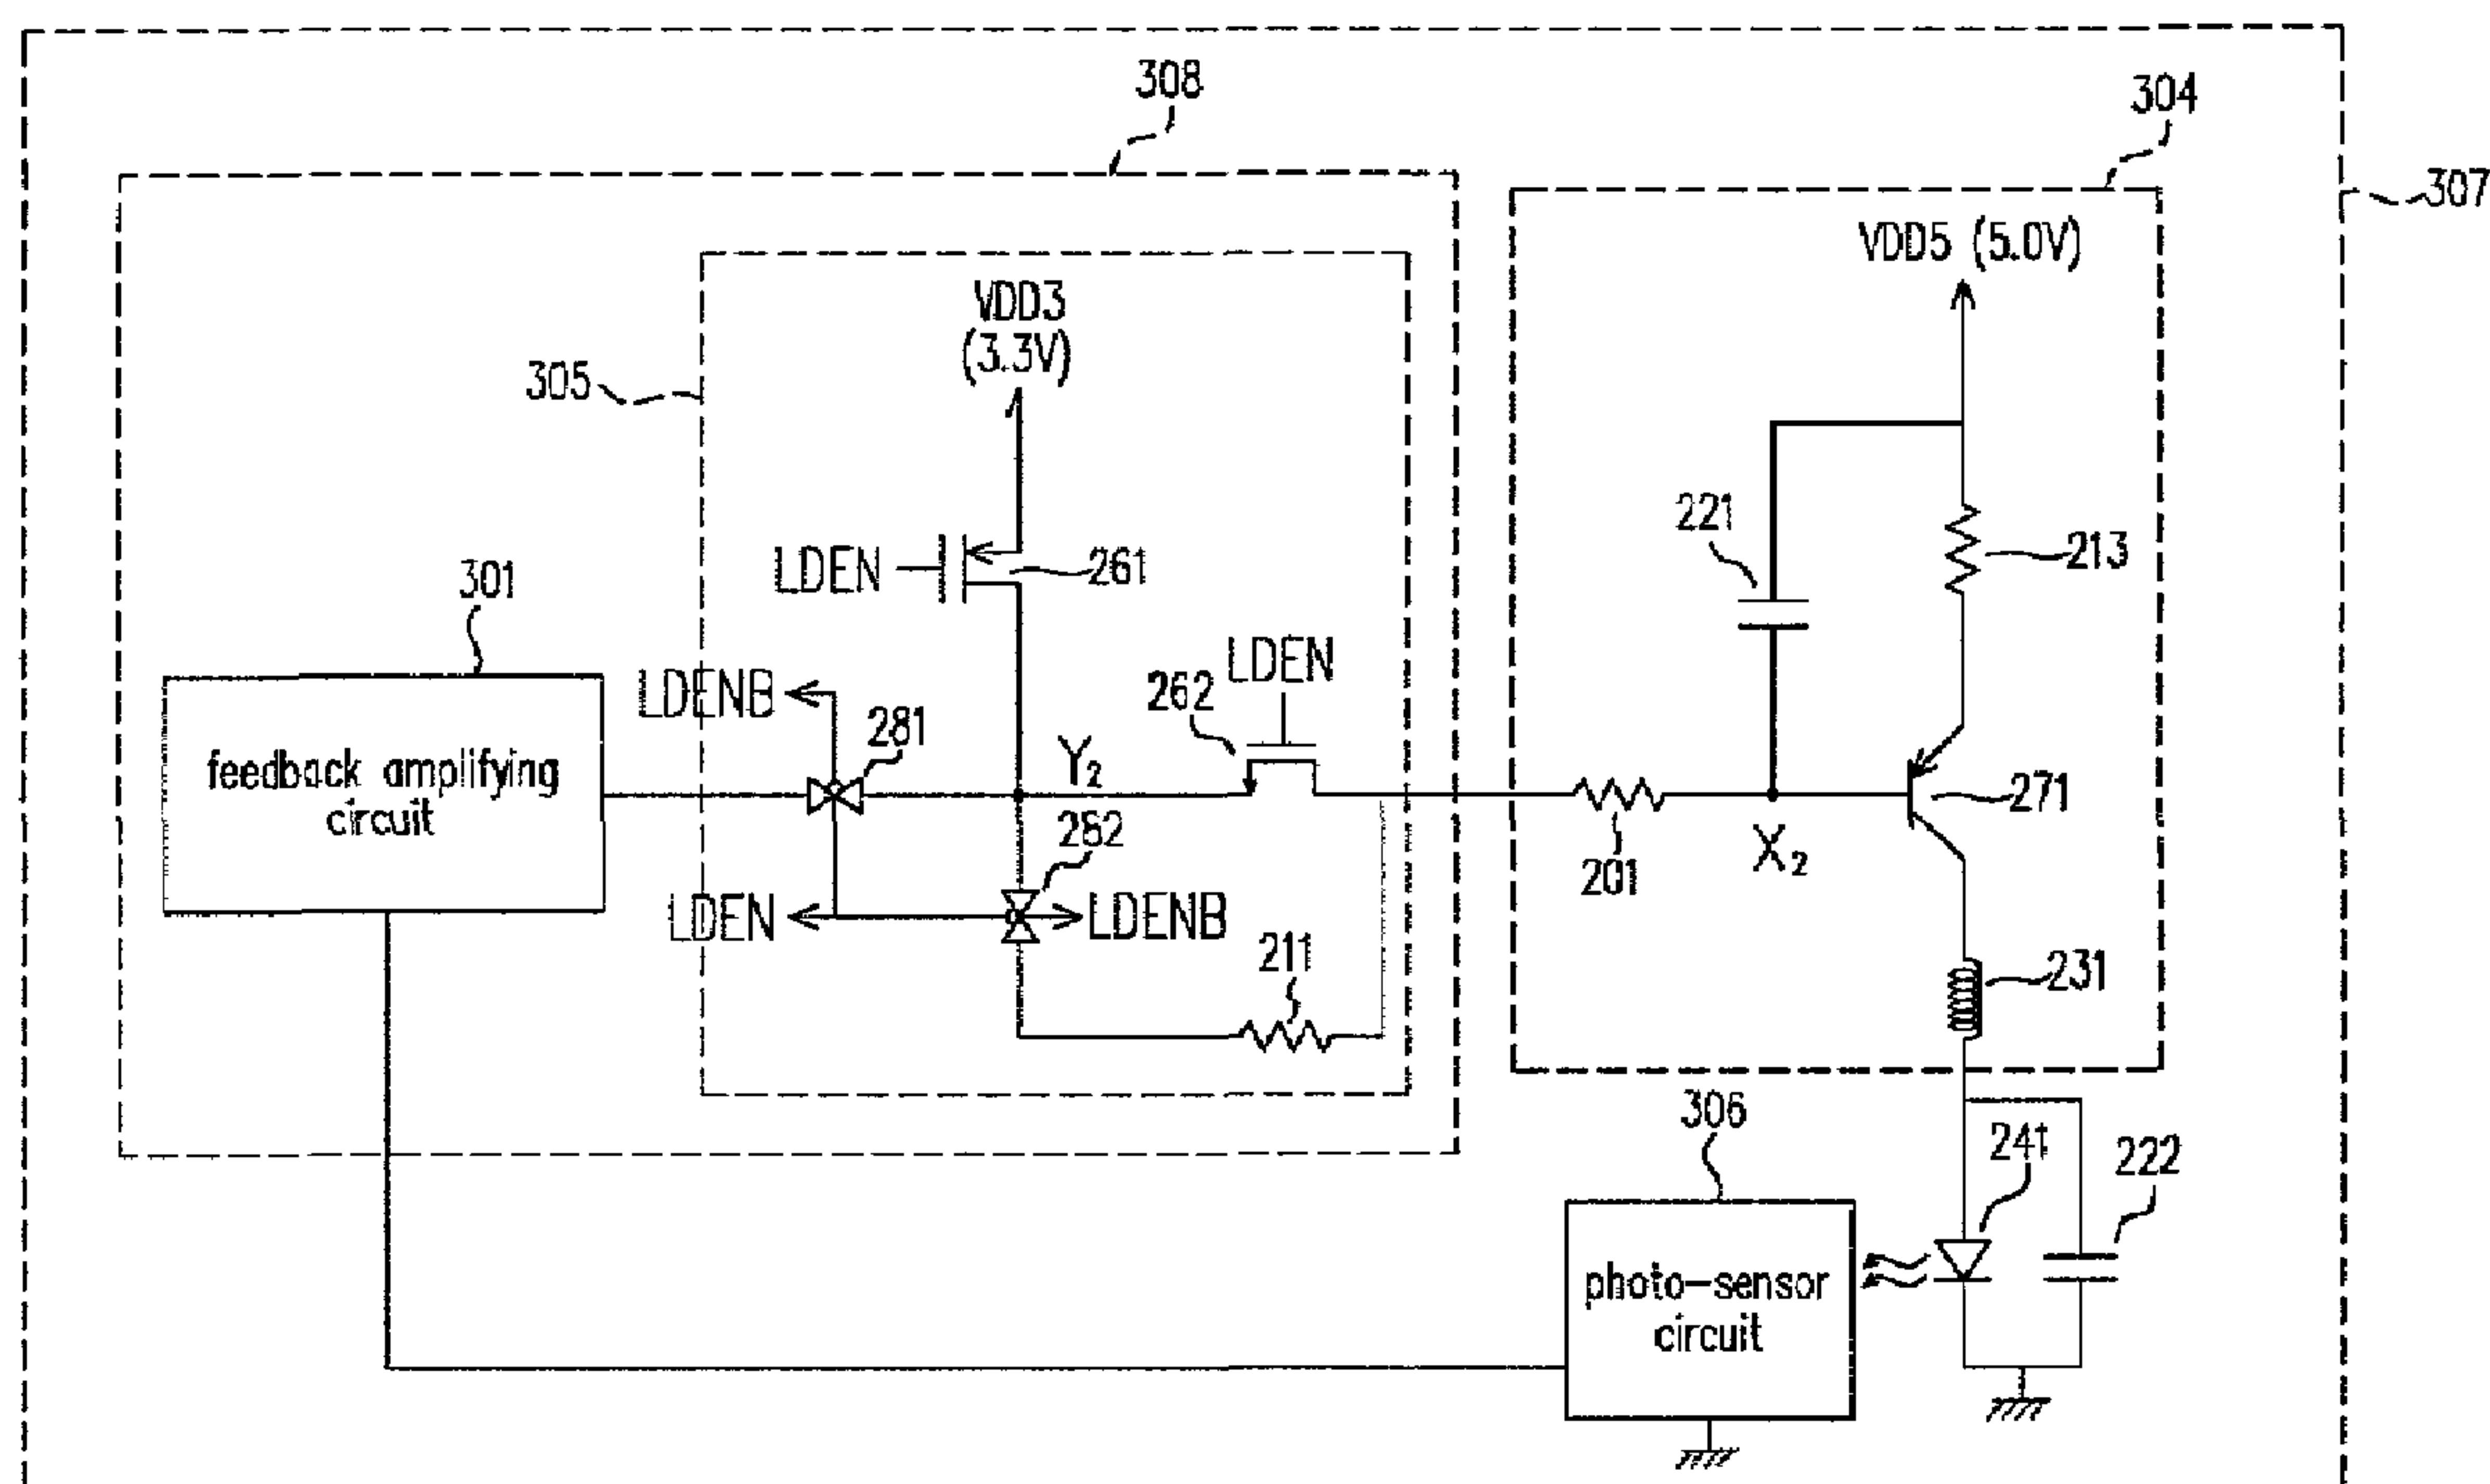 308
304
307
VDD5 (5.0V)
VDD3
(3.3V)
305
221
213
LDEN
261
301
LDEN
262
LDENB
281
feedback amplifying
circuit
Y₂
271
262
201
X₂
LDEN
LDENB
211
231
306
241
222
photo-sensor
circuit